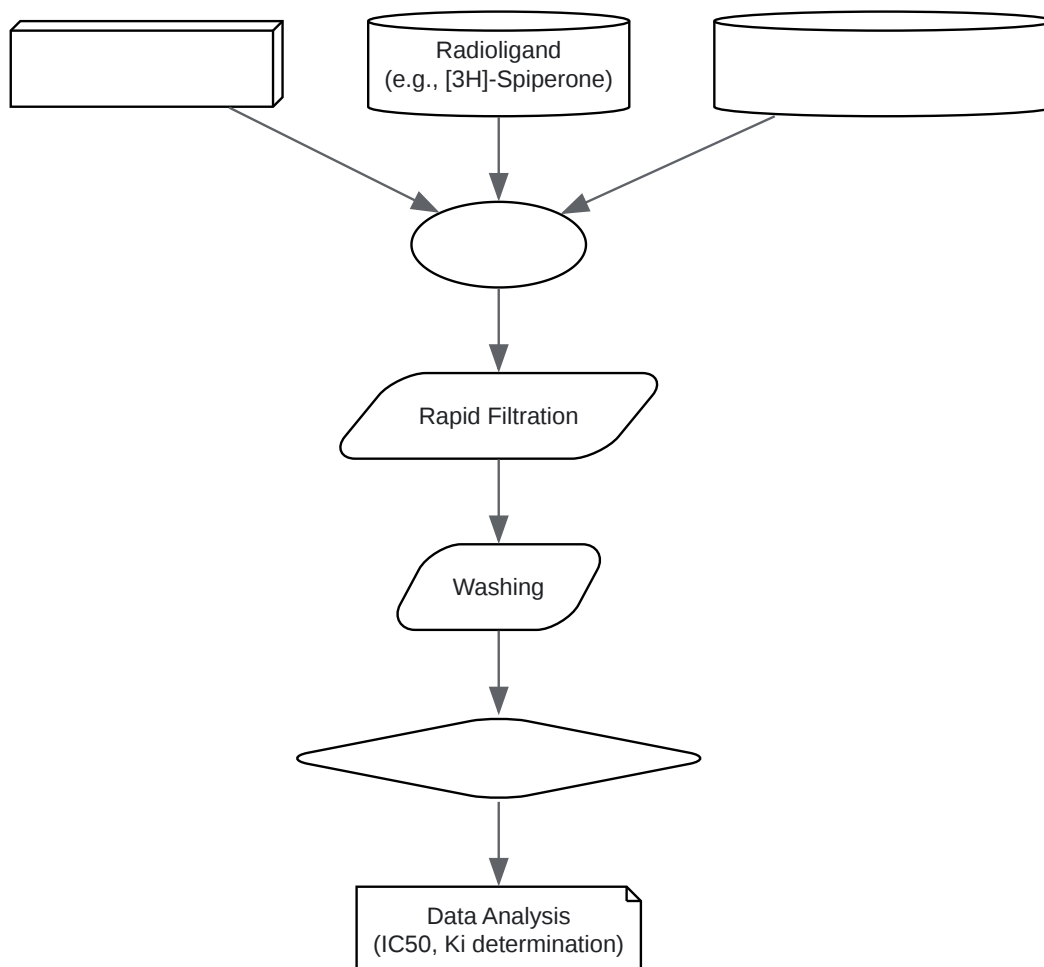 Radioligand
(e.g., [3H]-Spiperone)
Rapid Filtration
Washing
Data Analysis
(IC50, Ki determination)